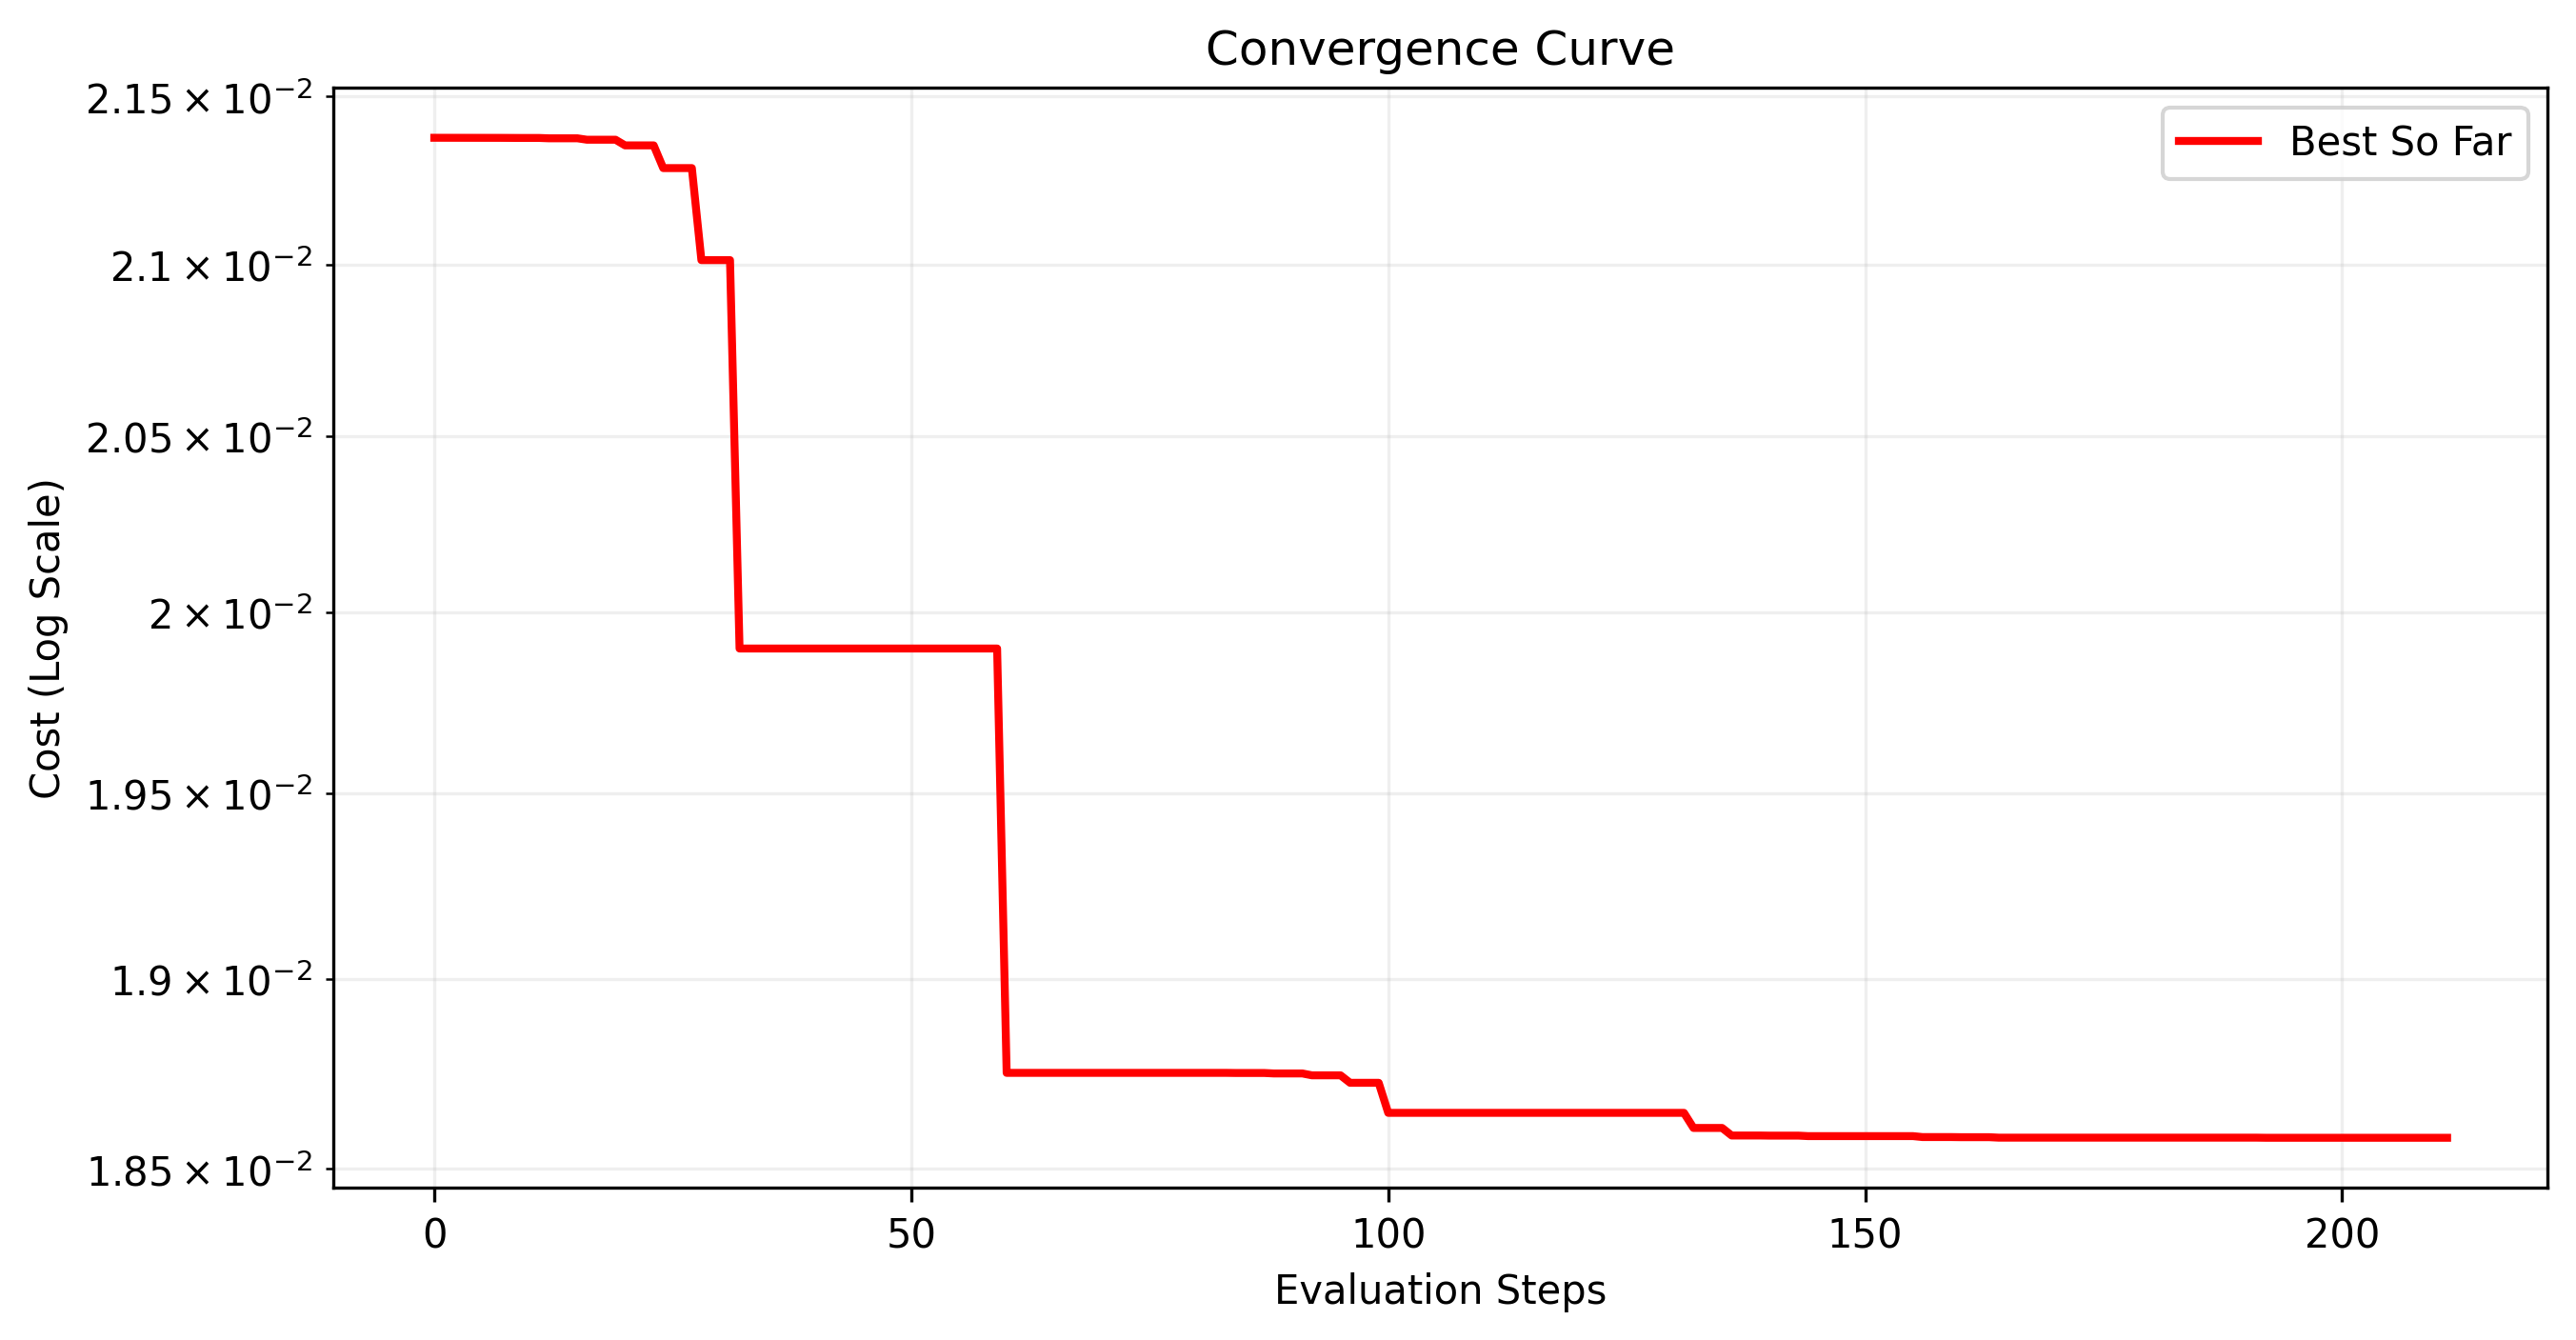 Convergence Curve
Best So Far
Cost (Log Scale)
2.15 × 10⁻²
2.1 × 10⁻²
2.05 × 10⁻²
2 × 10⁻²
1.95 × 10⁻²
1.9 × 10⁻²
1.85 × 10⁻²
0 50 100 150 200
Evaluation Steps